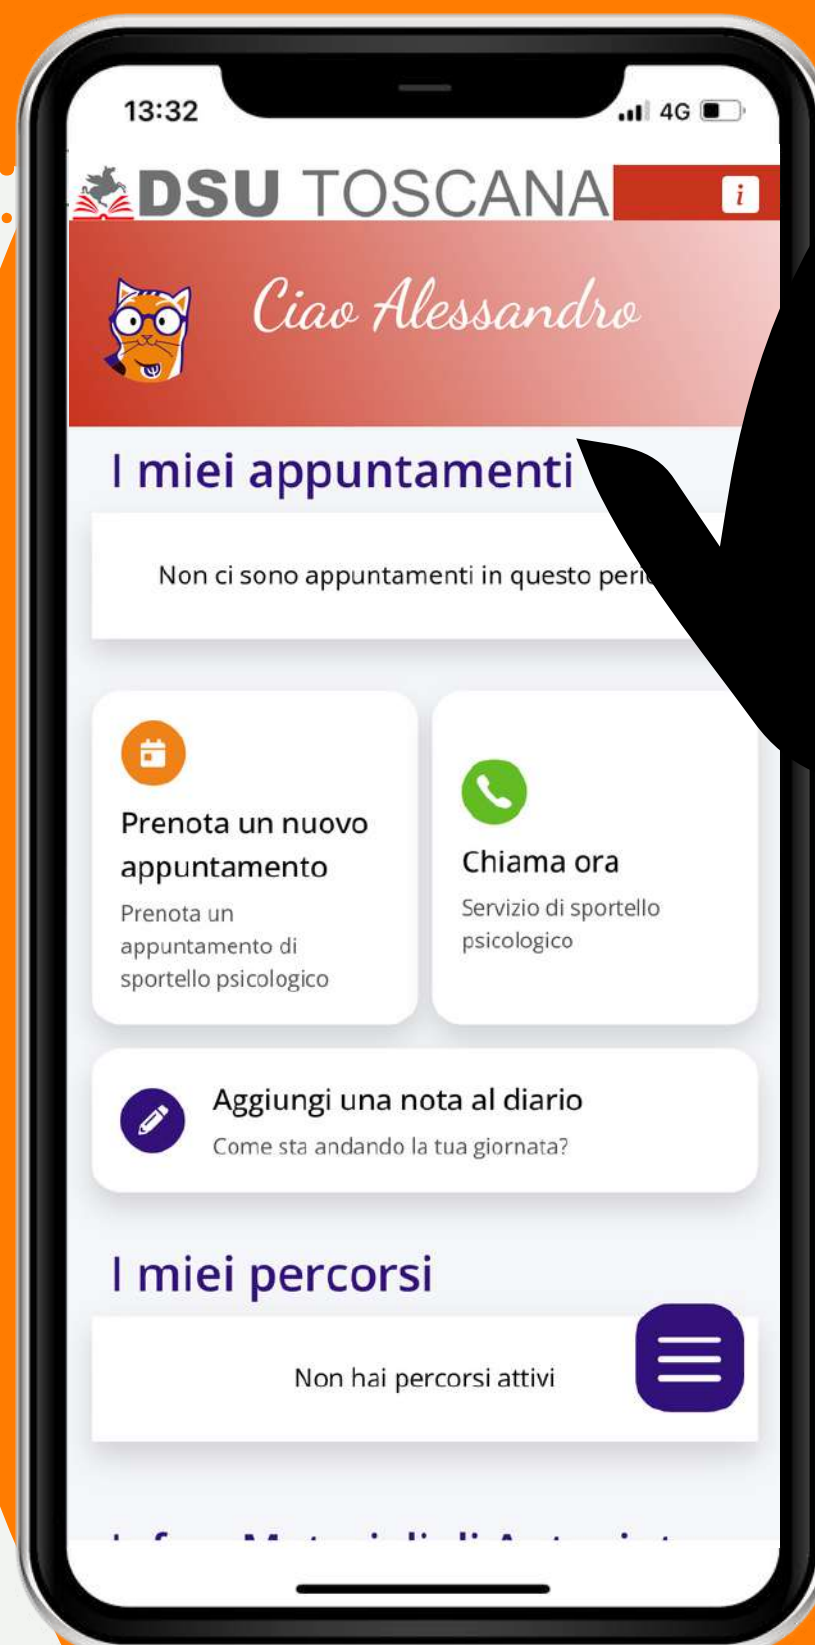 13:32
4G
DSU TOSCANA
i
Ciao Alessandro
I miei appuntamenti
Non ci sono appuntamenti in questo
Prenota un nuovo
appuntamento
Prenota un
appuntamento di
sportello psicologico
Chiama ora
Servizio di sportello
psicologico
Aggiungi una nota al diario
Come sta andando la tua giornata?
I miei percorsi
Non hai percorsi attivi